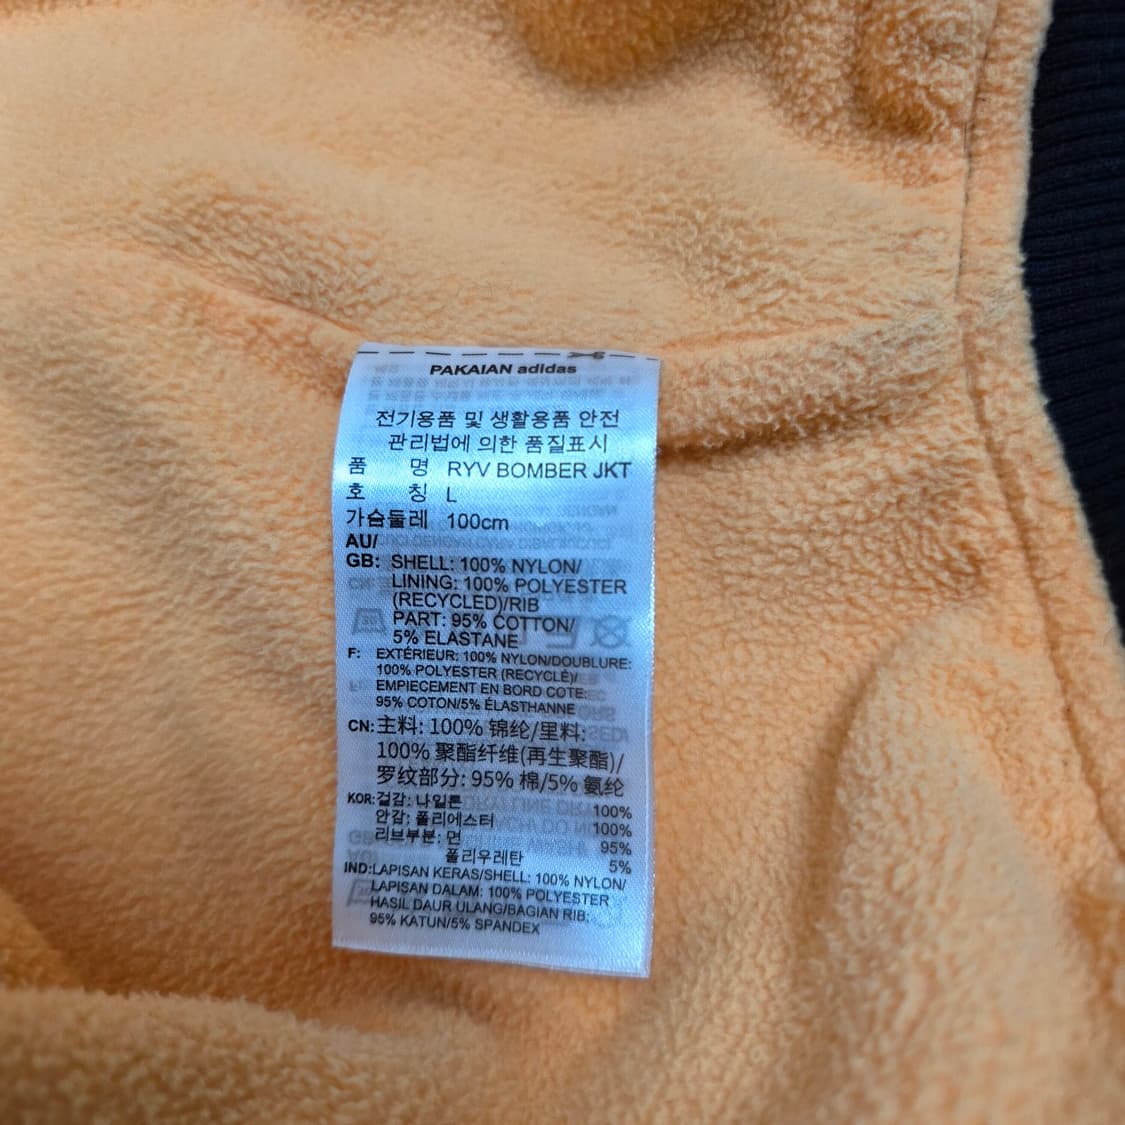 PAKAIAN adidas
전기용품 및 생활용품 안전
관리법에 의한 품질표시
품 명 RYV BOMBER JKT
호 칭 L
가슴둘레 100cm
AU/
GB: SHELL: 100% NYLON/
LINING: 100% POLYESTER
(RECYCLED)/RIB
PART: 95% COTTON/
5% ELASTANE
F: EXTÉRIEUR: 100% NYLON/DOUBLURE:
100% POLYESTER (RECYCLÉ)/
EMPIECEMENT EN BORD COTE:
95% COTON/5% ÉLASTHANNE
CN: 主料: 100% 锦纶/里料:
100% 聚酯纤维(再生聚酯)/
罗纹部分: 95% 棉/5% 氨纶
KOR: 겉감: 나일론 100%
안감: 폴리에스터 100%
리브부분: 면 95%
폴리우레탄 5%
IND: LAPISAN KERAS/SHELL: 100% NYLON/
LAPISAN DALAM: 100% POLYESTER
HASIL DAUR ULANG/BAGIAN RIB:
95% KATUN/5% SPANDEX